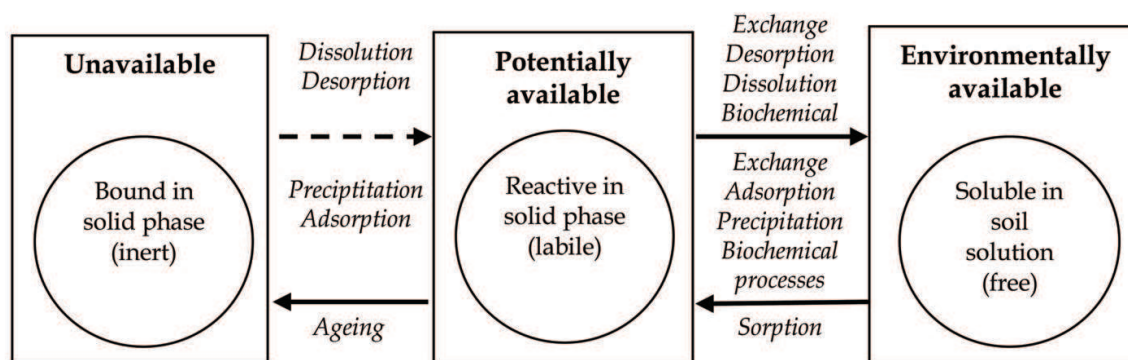 Unavailable
Bound in
solid phase
(inert)
Dissolution
Desorption
Preciptitation
Adsorption
Ageing
Potentially
available
Reactive in
solid phase
(labile)
Exchange
Desorption
Dissolution
Biochemical
Exchange
Adsorption
Precipitation
Biochemical
processes
Sorption
Environmentally
available
Soluble in
soil
solution
(free)